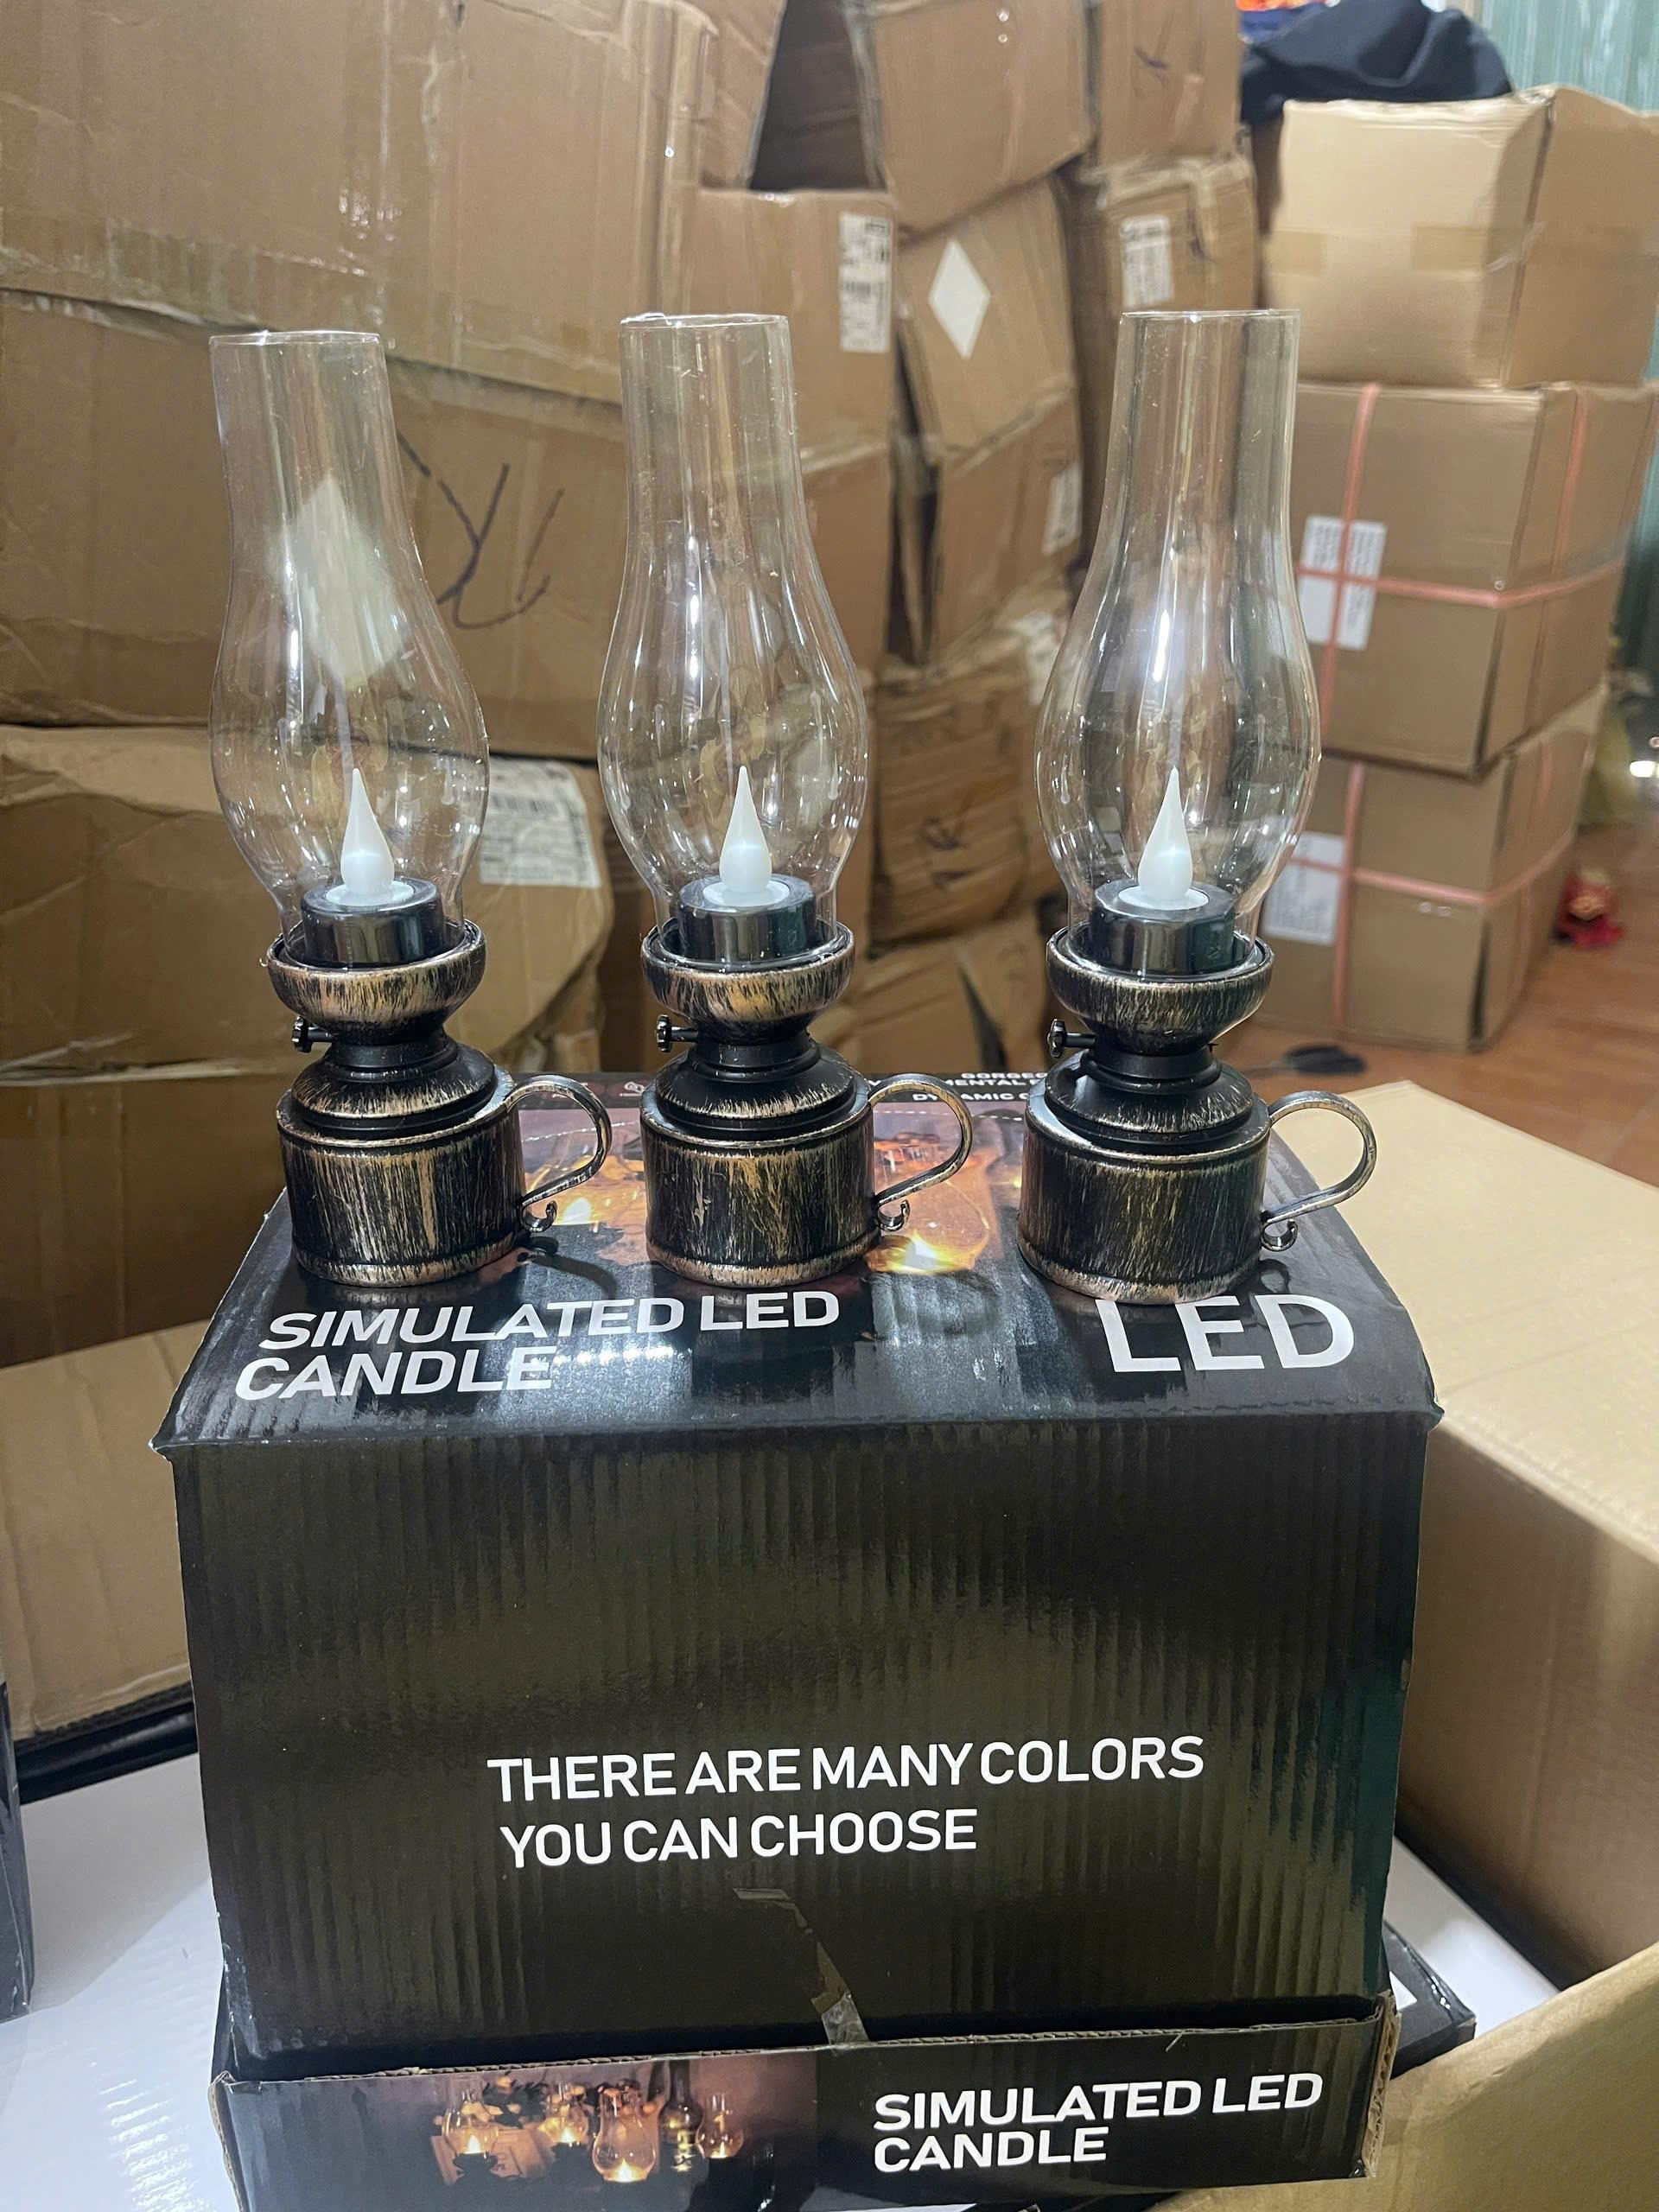 SIMULATED LED
CANDLE
LED
THERE ARE MANY COLORS
YOU CAN CHOOSE
SIMULATED LED
CANDLE